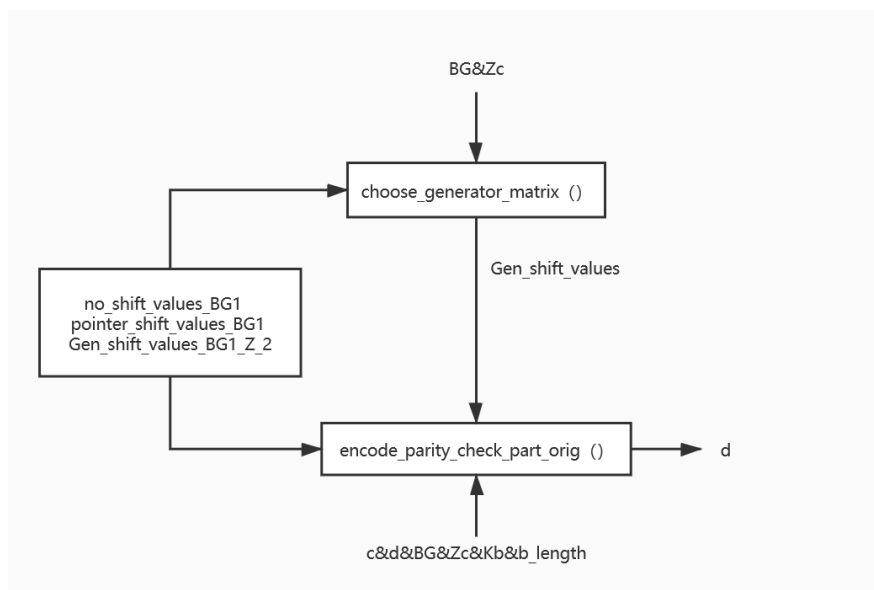 BG&Zc
choose_generator_matrix（）
Gen_shift_values
no_shift_values_BG1
pointer_shift_values_BG1
Gen_shift_values_BG1_Z_2
encode_parity_check_part_orig（）
d
c&d&BG&Zc&Kb&b_length